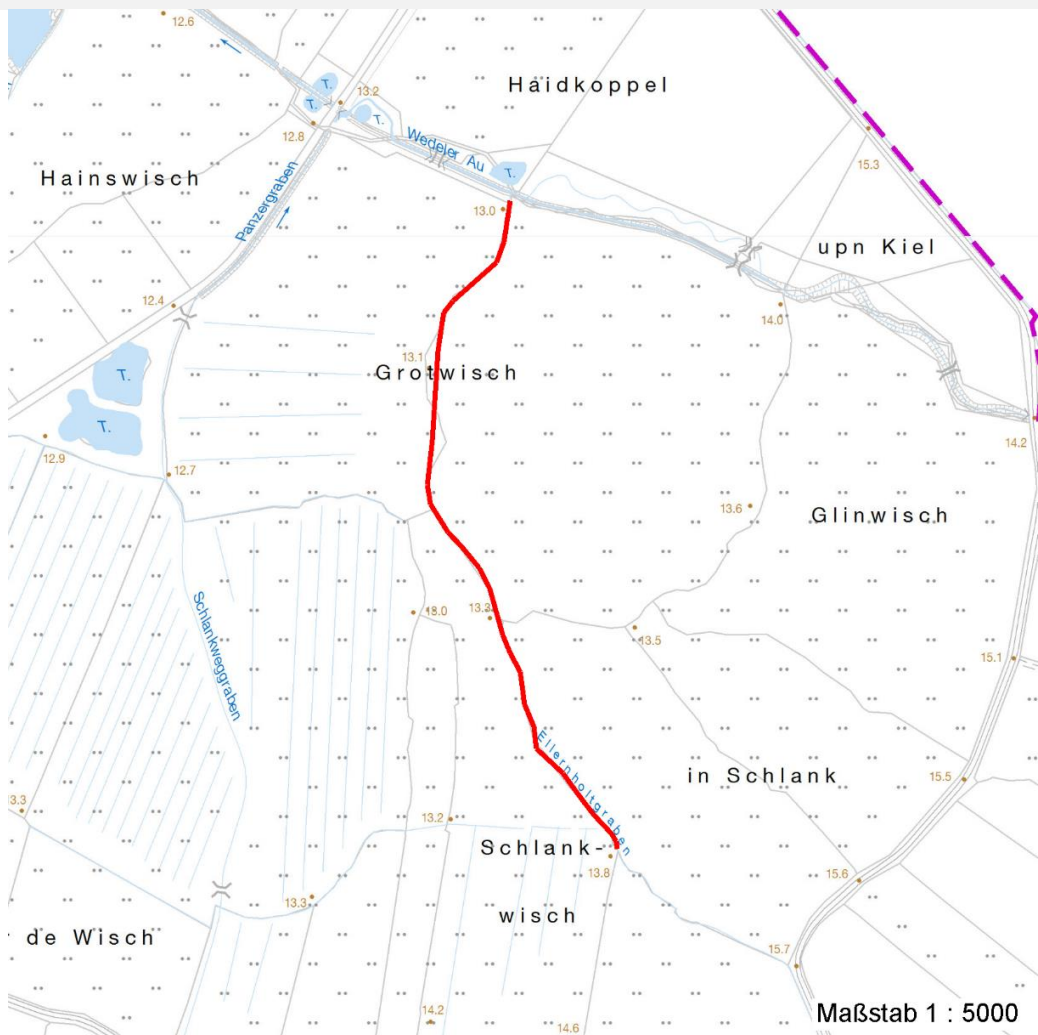 12.6
Haidkoppel
T.
13.2
T.
T.
12.8
Wedeler Au
15.3
T.
Hainswisch
Panzergraben
13.0
upn Kiel
12.4
14.0
13.1
Grotwisch
T.
T.
14.2
12.9
12.7
13.6
Glinwisch
Schlankweggraben
13.0
13.3
13.5
15.1
Ellernholtgraben
in Schlank
15.5
3.3
13.2
Schlank-
13.8
15.6
13.3
wisch
de Wisch
15.7
14.2
14.6
Maßstab 1 : 5000